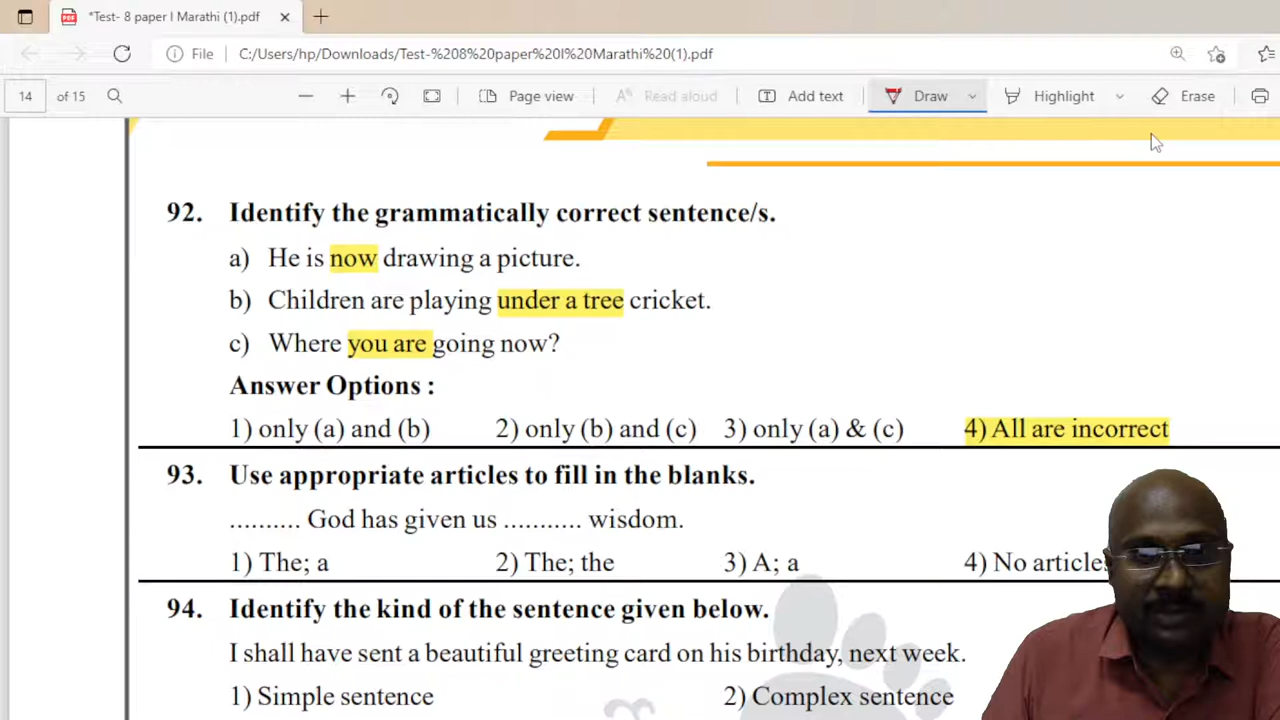 *Test- 8 paper I Marathi (1).pdf
File
C:/Users/hp/Downloads/Test-%208%20paper%20I%20Marathi%20(1).pdf
14 of 15
Page view
Read aloud
Add text
Draw
Highlight
Erase
92. Identify the grammatically correct sentence/s.
a) He is now drawing a picture.
b) Children are playing under a tree cricket.
c) Where you are going now?
Answer Options :
1) only (a) and (b) 2) only (b) and (c) 3) only (a) & (c) 4) All are incorrect
93. Use appropriate articles to fill in the blanks.
.......... God has given us ........... wisdom.
1) The; a 2) The; the 3) A; a 4) No articles
94. Identify the kind of the sentence given below.
I shall have sent a beautiful greeting card on his birthday, next week.
1) Simple sentence 2) Complex sentence